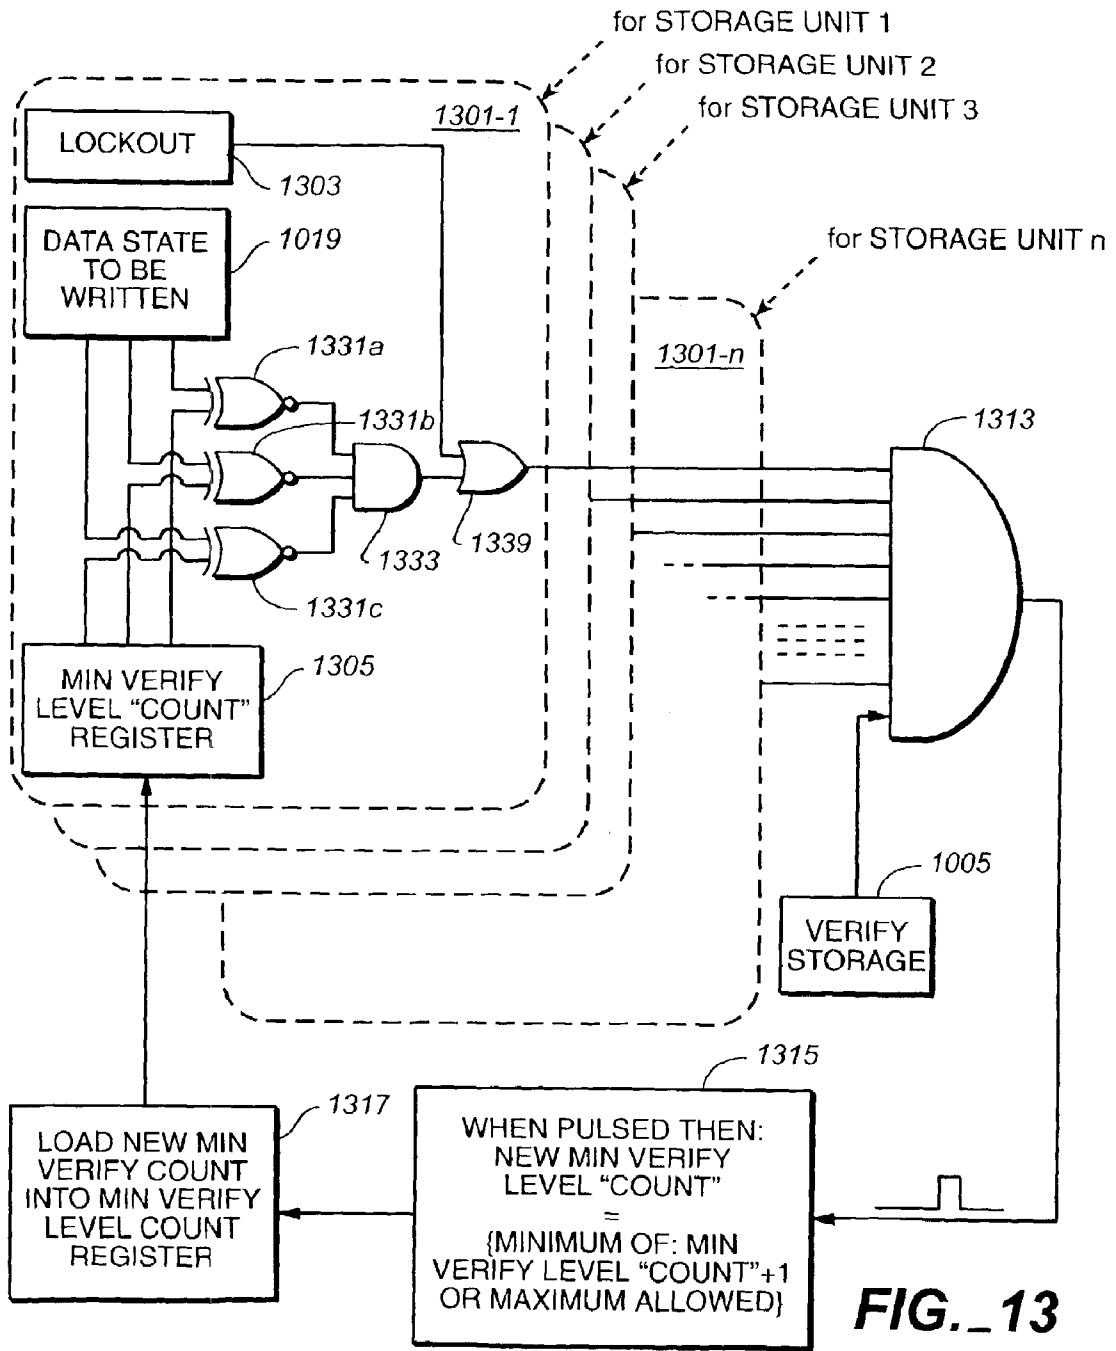 for STORAGE UNIT 1
for STORAGE UNIT 2
for STORAGE UNIT 3
for STORAGE UNIT n
1301-1
LOCKOUT
1303
DATA STATE
TO BE
WRITTEN
1019
1331a
1331b
1331c
1333
1339
1301-n
1313
MIN VERIFY
LEVEL “COUNT”
REGISTER
1305
1005
VERIFY
STORAGE
1317
LOAD NEW MIN
VERIFY COUNT
INTO MIN VERIFY
LEVEL COUNT
REGISTER
1315
WHEN PULSED THEN:
NEW MIN VERIFY
LEVEL “COUNT”
=
{MINIMUM OF: MIN
VERIFY LEVEL “COUNT”+1
OR MAXIMUM ALLOWED}
FIG._13